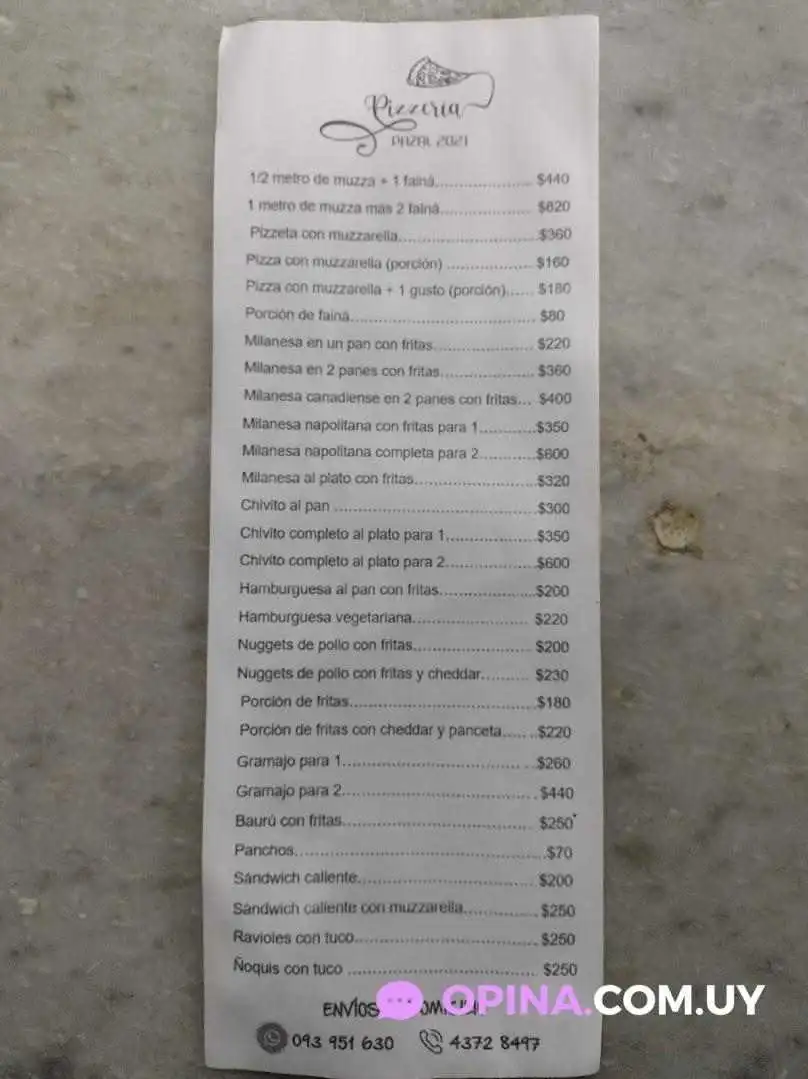 Pizzería
PAZAL 2021
1/2 metro de muzza + 1 fainá.................. $440
1 metro de muzza mas 2 fainá................. $820
Pizzeta con muzzarella..........................$360
Pizza con muzzarella (porción) ................ $160
Pizza con muzzarella + 1 gusto (porción)...... $180
Porción de fainá................................. $80
Milanesa en un pan con fritas.................. $220
Milanesa en 2 panes con fritas................. $360
Milanesa canadiense en 2 panes con fritas... $400
Milanesa napolitana con fritas para 1...........$350
Milanesa napolitana completa para 2...........$600
Milanesa al plato con fritas.....................$320
Chivito al pan ....................................$300
Chivito completo al plato para 1................$350
Chivito completo al plato para 2................$600
Hamburguesa al pan con fritas.................$200
Hamburguesa vegetariana...................... $220
Nuggets de pollo con fritas..................... $200
Nuggets de pollo con fritas y cheddar......... $230
Porción de fritas.................................$180
Porción de fritas con cheddar y panceta.......$220
Gramajo para 1...................................$260
Gramajo para 2................................... $440
Baurú con fritas.................................. $250
Panchos............................................$70
Sándwich caliente................................ $200
Sándwich caliente con muzzarella............. $250
Ravioles con tuco................................ $250
Ñoquis con tuco ................................. $250
ENVÍOS
OPINA.COM.UY
093 951 630 4372 8497